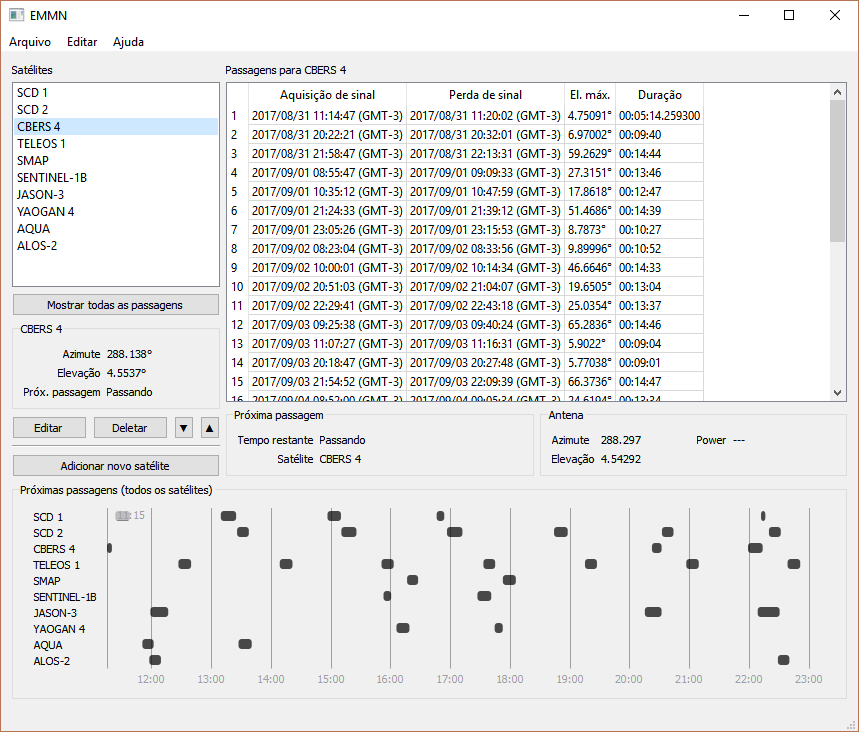 EMMN
Arquivo Editar Ajuda
Satélites
SCD 1
SCD 2
CBERS 4
TELEOS 1
SMAP
SENTINEL-1B
JASON-3
YAOGAN 4
AQUA
ALOS-2
Mostrar todas as passagens
CBERS 4
Azimute 288.138°
Elevação 4.5537°
Próx. passagem Passando
Editar Deletar ▼ ▲
Adicionar novo satélite
Passagens para CBERS 4
Aquisição de sinal Perda de sinal El. máx. Duração
1 2017/08/31 11:14:47 (GMT-3) 2017/08/31 11:20:02 (GMT-3) 4.75091° 00:05:14.259300
2 2017/08/31 20:22:21 (GMT-3) 2017/08/31 20:32:01 (GMT-3) 6.97002° 00:09:40
3 2017/08/31 21:58:47 (GMT-3) 2017/08/31 22:13:31 (GMT-3) 59.2629° 00:14:44
4 2017/09/01 08:55:47 (GMT-3) 2017/09/01 09:09:33 (GMT-3) 27.3151° 00:13:46
5 2017/09/01 10:35:12 (GMT-3) 2017/09/01 10:47:59 (GMT-3) 17.8618° 00:12:47
6 2017/09/01 21:24:33 (GMT-3) 2017/09/01 21:39:12 (GMT-3) 51.4686° 00:14:39
7 2017/09/01 23:05:26 (GMT-3) 2017/09/01 23:15:53 (GMT-3) 8.7873° 00:10:27
8 2017/09/02 08:23:04 (GMT-3) 2017/09/02 08:33:56 (GMT-3) 9.89996° 00:10:52
9 2017/09/02 10:00:01 (GMT-3) 2017/09/02 10:14:34 (GMT-3) 46.6646° 00:14:33
10 2017/09/02 20:51:03 (GMT-3) 2017/09/02 21:04:07 (GMT-3) 19.6505° 00:13:04
11 2017/09/02 22:29:41 (GMT-3) 2017/09/02 22:43:18 (GMT-3) 25.0354° 00:13:37
12 2017/09/03 09:25:38 (GMT-3) 2017/09/03 09:40:24 (GMT-3) 65.2836° 00:14:46
13 2017/09/03 11:07:27 (GMT-3) 2017/09/03 11:16:31 (GMT-3) 5.9022° 00:09:04
14 2017/09/03 20:18:47 (GMT-3) 2017/09/03 20:27:48 (GMT-3) 5.77038° 00:09:01
15 2017/09/03 21:54:52 (GMT-3) 2017/09/03 22:09:39 (GMT-3) 66.3736° 00:14:47
16 2017/09/04 08:52:00 (GMT-3) 2017/09/04 09:05:34 (GMT-3) 24.6194° 00:13:34
Próxima passagem
Tempo restante Passando
Satélite CBERS 4
Antena
Azimute 288.297 Power ---
Elevação 4.54292
Próximas passagens (todos os satélites)
SCD 1 11:15
SCD 2
CBERS 4
TELEOS 1
SMAP
SENTINEL-1B
JASON-3
YAOGAN 4
AQUA
ALOS-2
12:00 13:00 14:00 15:00 16:00 17:00 18:00 19:00 20:00 21:00 22:00 23:00